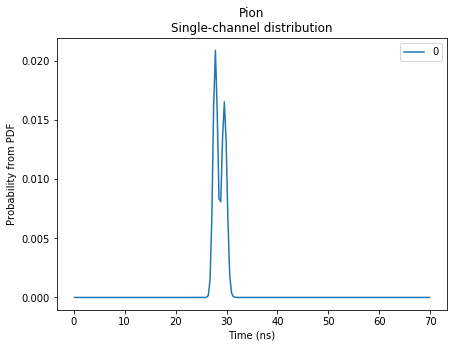 Pion
Single-channel distribution
0
Probability from PDF
0.020
0.015
0.010
0.005
0.000
0 10 20 30 40 50 60 70
Time (ns)